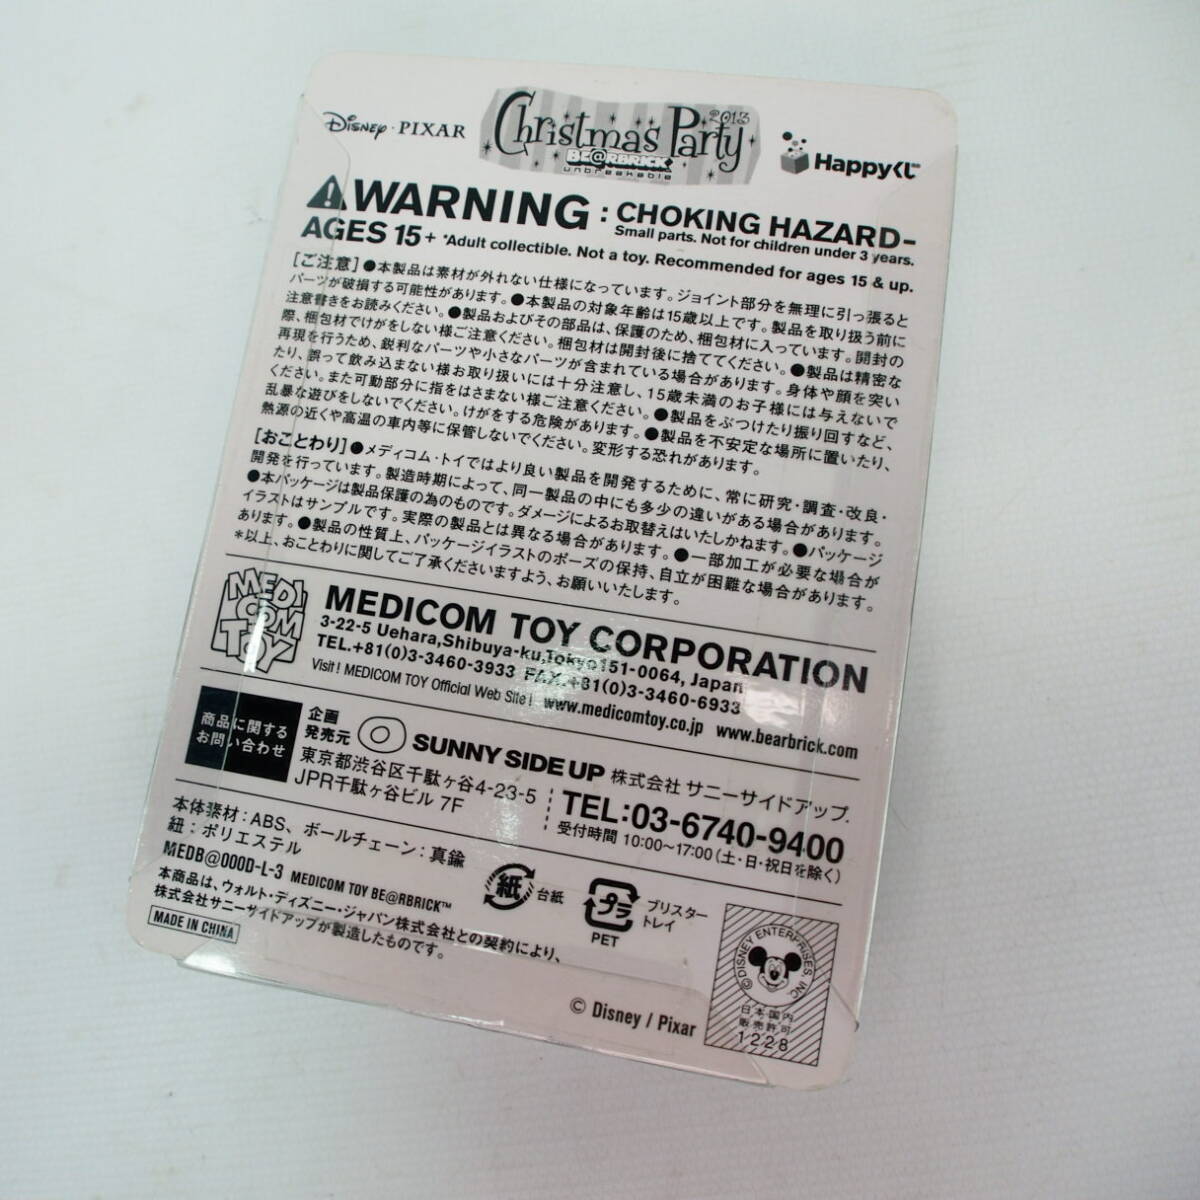 Disney · PIXAR
Christmas Party 2013
BE@RBRICK
unbreakable
Happyくじ
WARNING : CHOKING HAZARD–
Small parts. Not for children under 3 years.
AGES 15+ *Adult collectible. Not a toy. Recommended for ages 15 & up.
[ご注意] ●本製品は素材が外れない仕様になっています。ジョイント部分を無理に引っ張ると
パーツが破損する可能性があります。●本製品の対象年齢は15歳以上です。製品を取り扱う前に
注意書きをお読みください。●製品およびその部品は、保護のため、梱包材に入っています。開封の
際、梱包材でけがをしない様ご注意ください。梱包材は開封後に捨ててください。●製品は精密な
再現を行うため、鋭利なパーツや小さなパーツが含まれている場合があります。身体や顔を突い
たり、誤って飲み込まない様お取り扱いには十分注意し、15歳未満のお子様には与えないで
ください。また可動部分に指をはさまない様ご注意ください。●製品をぶつけたり振り回すなど、
乱暴な遊びをしないでください。けがをする危険があります。●製品を不安定な場所に置いたり、
熱源の近くや高温の車内等に保管しないでください。変形する恐れがあります。
[おことわり] ●メディコム・トイではより良い製品を開発するために、常に研究・調査・改良・
開発を行っています。製造時期によって、同一製品の中にも多少の違いがある場合があります。
●本パッケージは製品保護の為のものです。ダメージによるお取替えはいたしかねます。●パッケージ
イラストはサンプルです。実際の製品とは異なる場合があります。●一部加工が必要な場合が
あります。●製品の性質上、パッケージイラストのポーズの保持、自立が困難な場合があります。
*以上、おことわりに関してご了承くださいますよう、お願いいたします。
MEDI
COM
TOY
MEDICOM TOY CORPORATION
3-22-5 Uehara,Shibuya-ku,Tokyo151-0064, Japan
TEL.+81(0)3-3460-3933 FAX.+81(0)3-3460-6933
Visit! MEDICOM TOY Official Web Site! www.medicomtoy.co.jp www.bearbrick.com
商品に関する
お問い合わせ
企画
発売元
SUNNY SIDE UP 株式会社 サニーサイドアップ.
東京都渋谷区千駄ヶ谷4-23-5
JPR千駄ヶ谷ビル 7F
TEL:03-6740-9400
受付時間 10:00~17:00(土・日・祝日を除く)
本体素材:ABS、ボールチェーン:真鍮
紐:ポリエステル
MEDB@000D-L-3 MEDICOM TOY BE@RBRICK™
紙 台紙
プラ ブリスター
トレイ
PET
本商品は、ウォルト・ディズニー・ジャパン株式会社との契約により、
株式会社サニーサイドアップが製造したものです。
MADE IN CHINA
© Disney / Pixar
© DISNEY ENTERPRISES, INC
日本国内
販売許可
1228